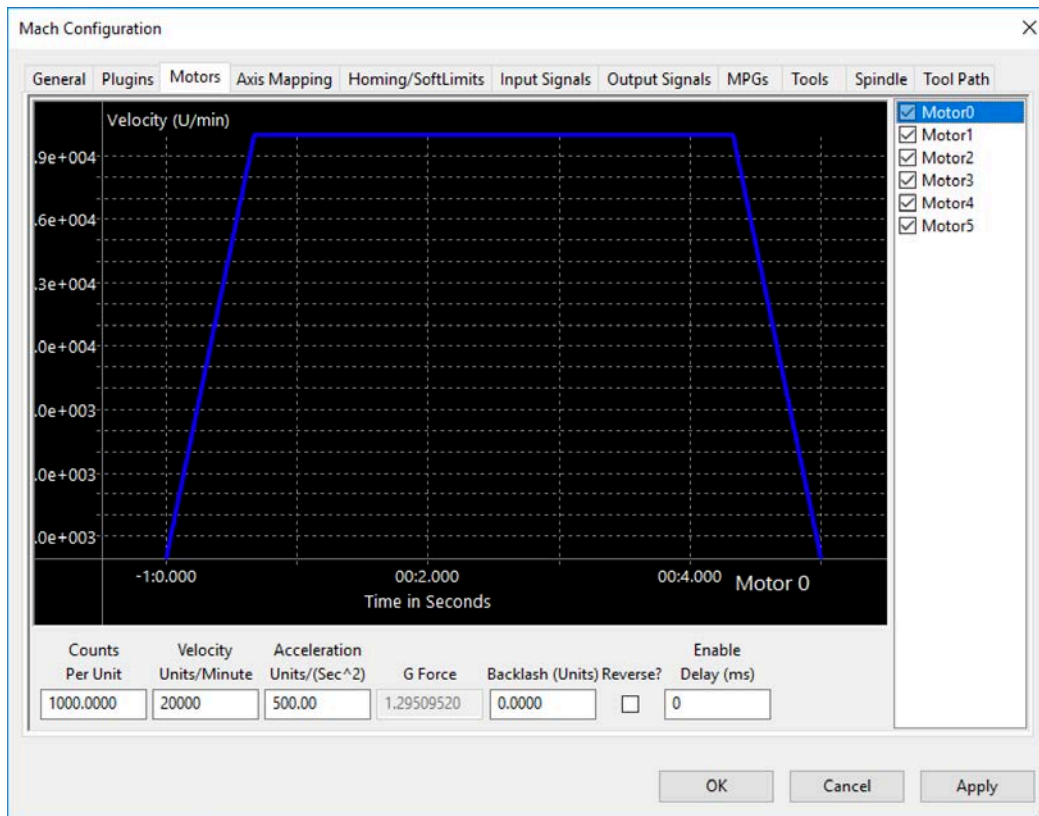 Mach Configuration
General Plugins Motors Axis Mapping Homing/SoftLimits Input Signals Output Signals MPGs Tools Spindle Tool Path
Velocity (U/min)
.9e+004
.6e+004
.3e+004
.0e+004
.0e+003
.0e+003
.0e+003
-1:0.000 00:2.000 00:4.000 Motor 0
Time in Seconds
Motor0
Motor1
Motor2
Motor3
Motor4
Motor5
Counts Velocity Acceleration Enable
Per Unit Units/Minute Units/(Sec^2) G Force Backlash (Units) Reverse? Delay (ms)
1000.0000 20000 500.00 1.29509520 0.0000 0
OK Cancel Apply